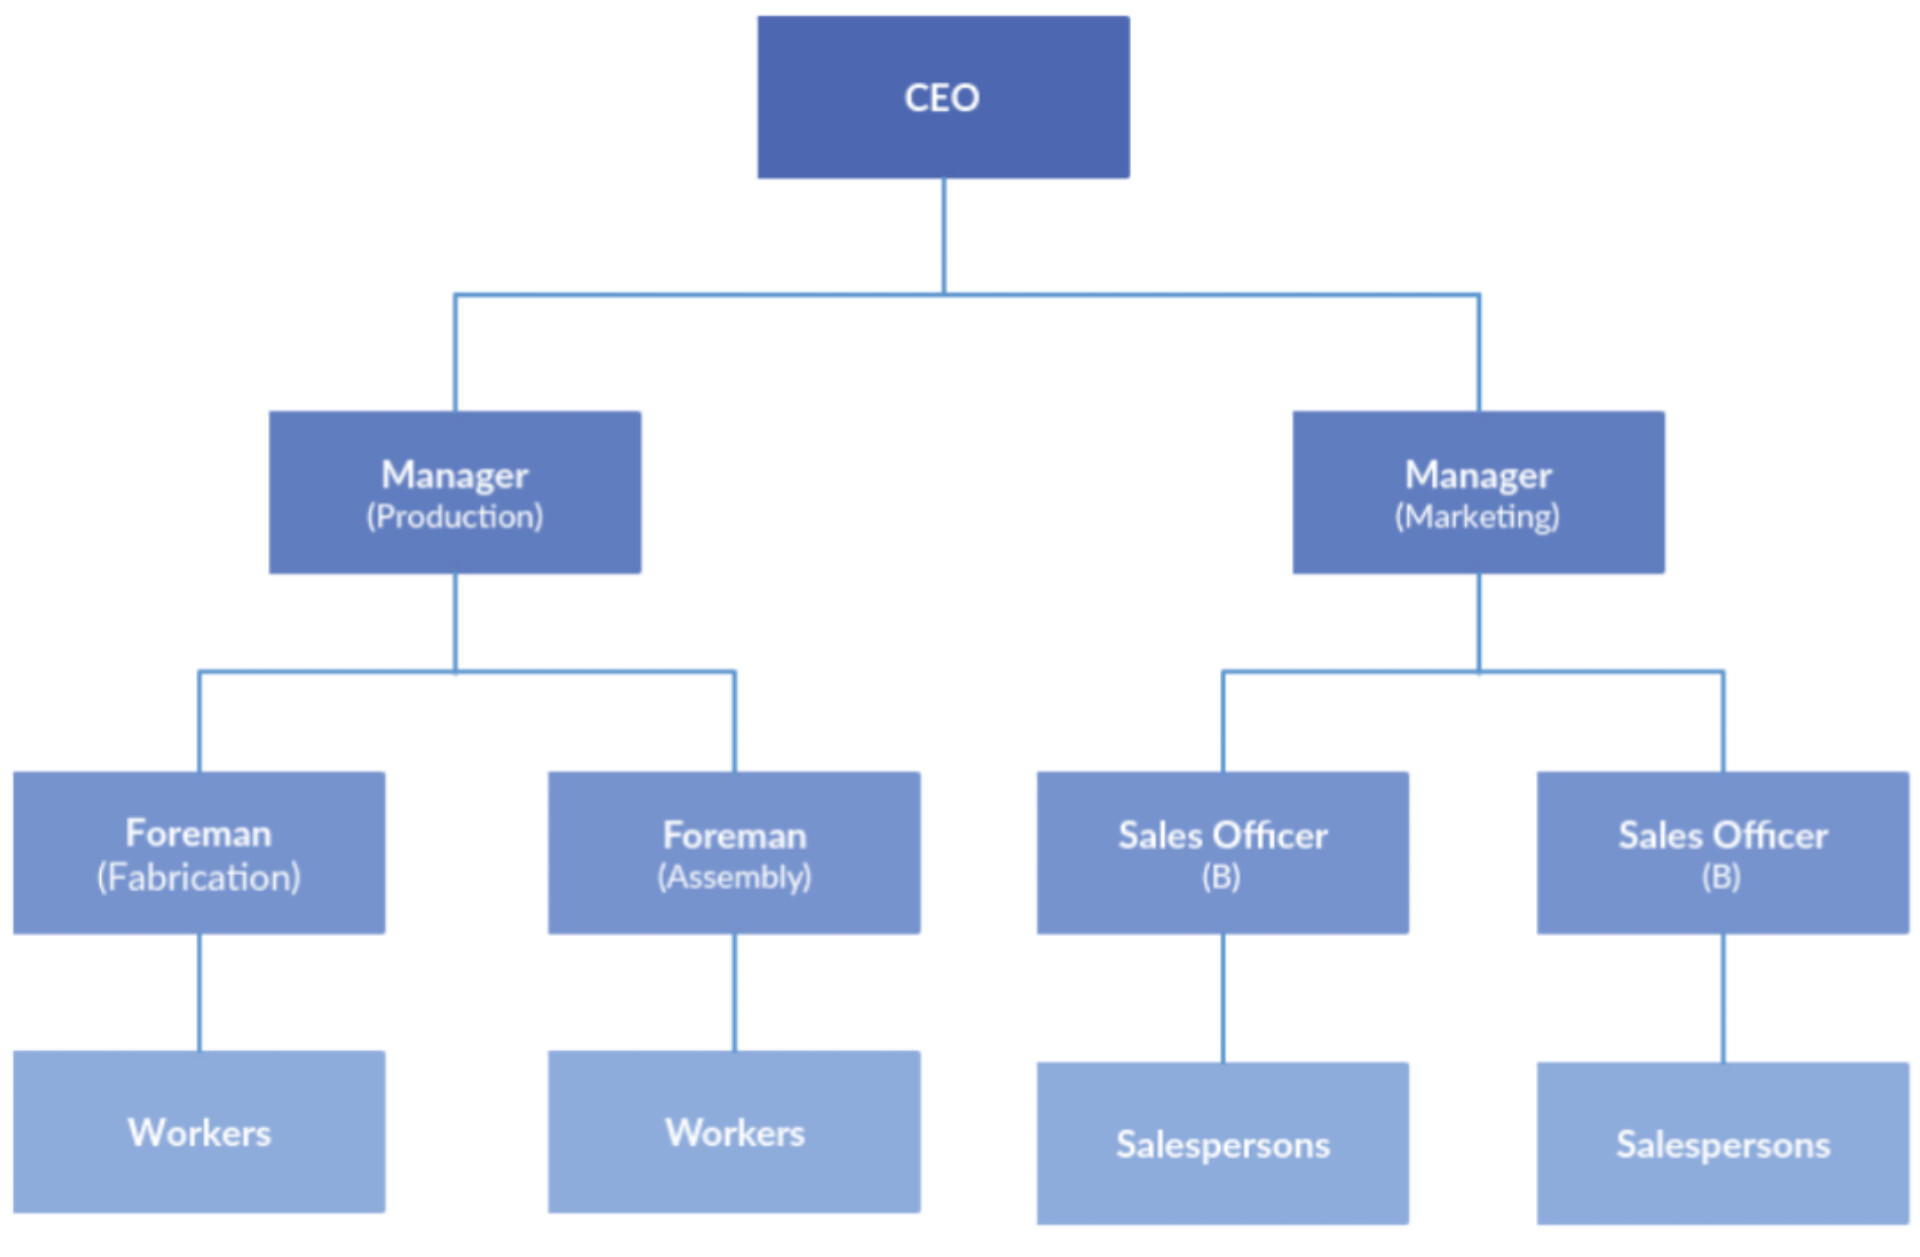 CEO
Manager
(Production)
Manager
(Marketing)
Foreman
(Fabrication)
Foreman
(Assembly)
Sales Officer
(B)
Sales Officer
(B)
Workers
Workers
Salespersons
Salespersons